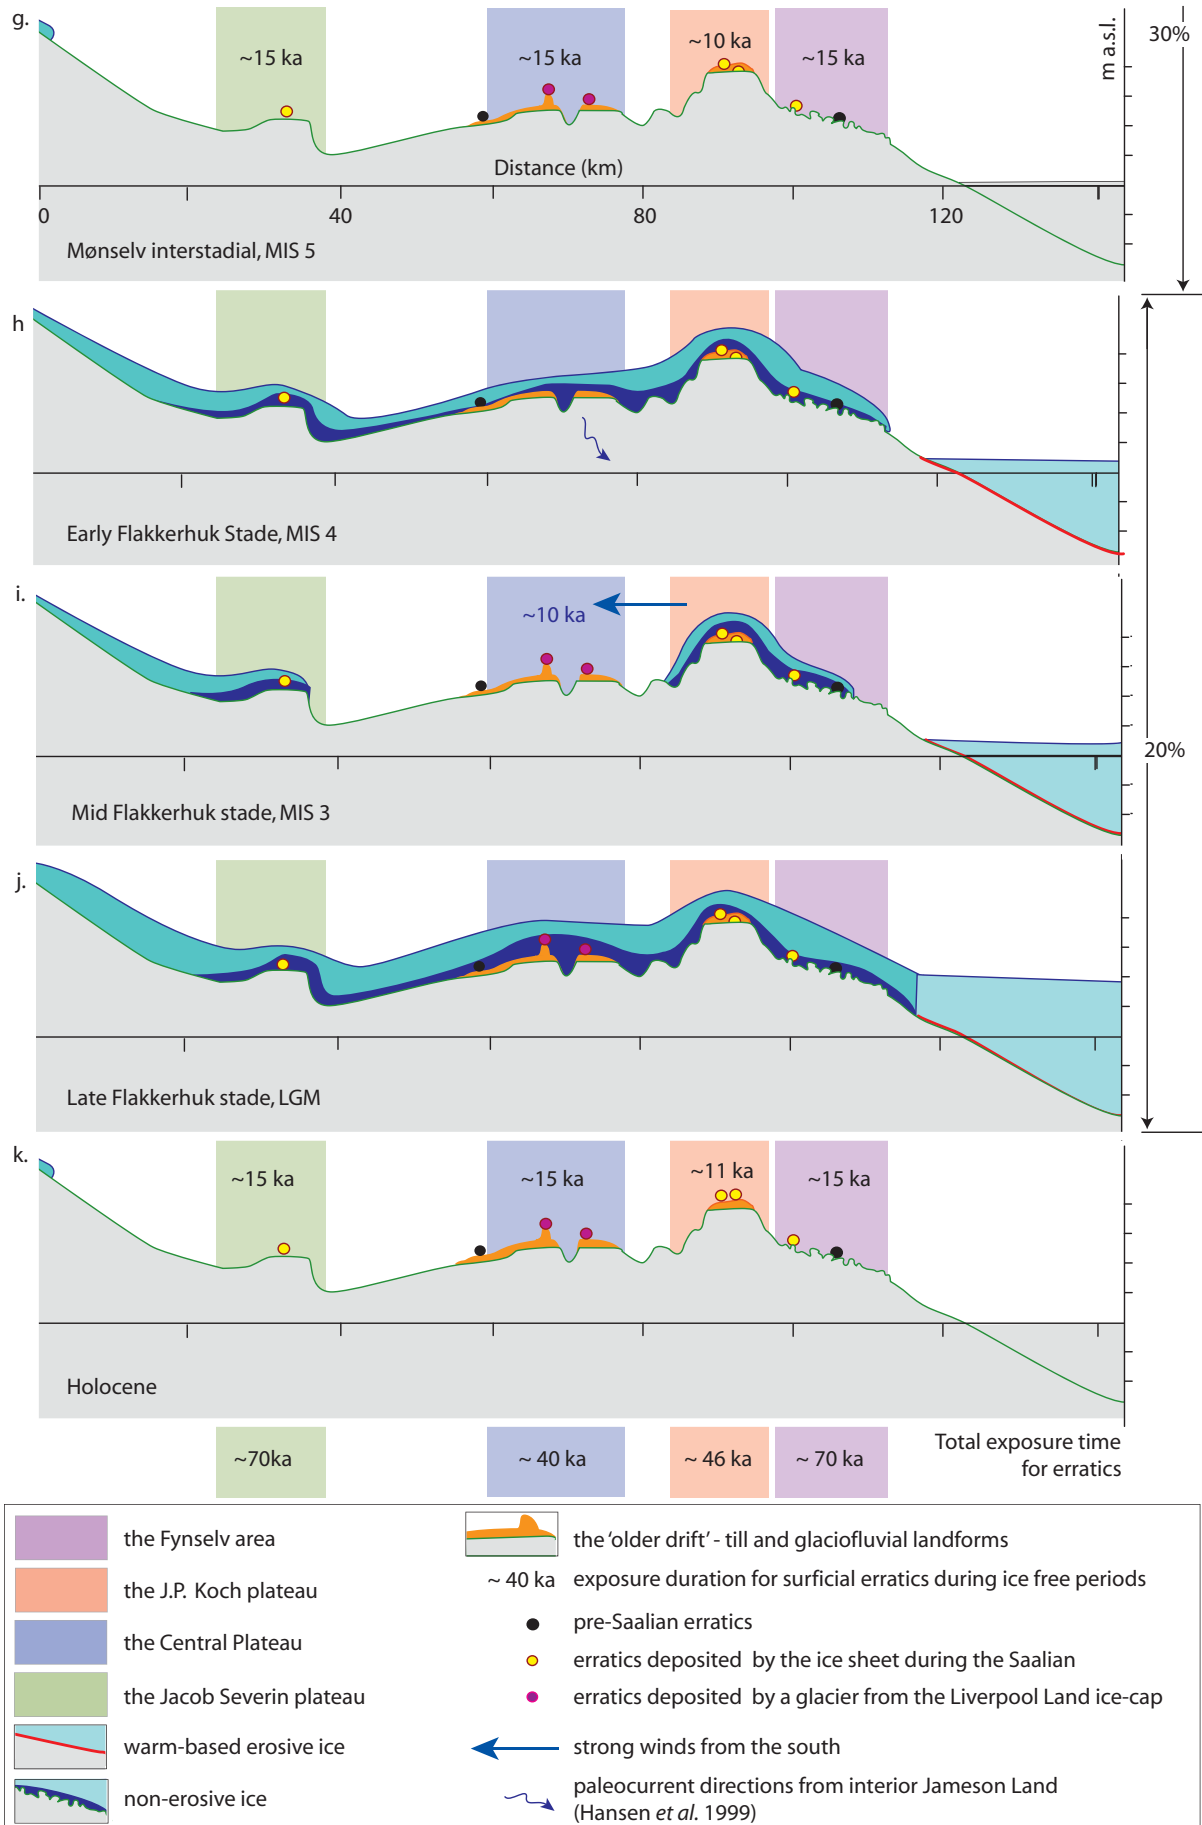 g.
~15 ka
~15 ka
~10 ka
~15 ka
m a.s.l.
30%
Distance (km)
0
40
80
120
Mønselv interstadial, MIS 5
h
Early Flakkerhuk Stade, MIS 4
i.
~10 ka
20%
Mid Flakkerhuk stade, MIS 3
j.
Late Flakkerhuk stade, LGM
k.
~15 ka
~15 ka
~11 ka
~15 ka
Holocene
~70ka
~ 40 ka
~ 46 ka
~ 70 ka
Total exposure time
for erratics
the Fynselv area
the J.P. Koch plateau
the Central Plateau
the Jacob Severin plateau
warm-based erosive ice
non-erosive ice
the 'older drift' - till and glaciofluvial landforms
~ 40 ka exposure duration for surficial erratics during ice free periods
pre-Saalian erratics
erratics deposited by the ice sheet during the Saalian
erratics deposited by a glacier from the Liverpool Land ice-cap
strong winds from the south
paleocurrent directions from interior Jameson Land
(Hansen et al. 1999)